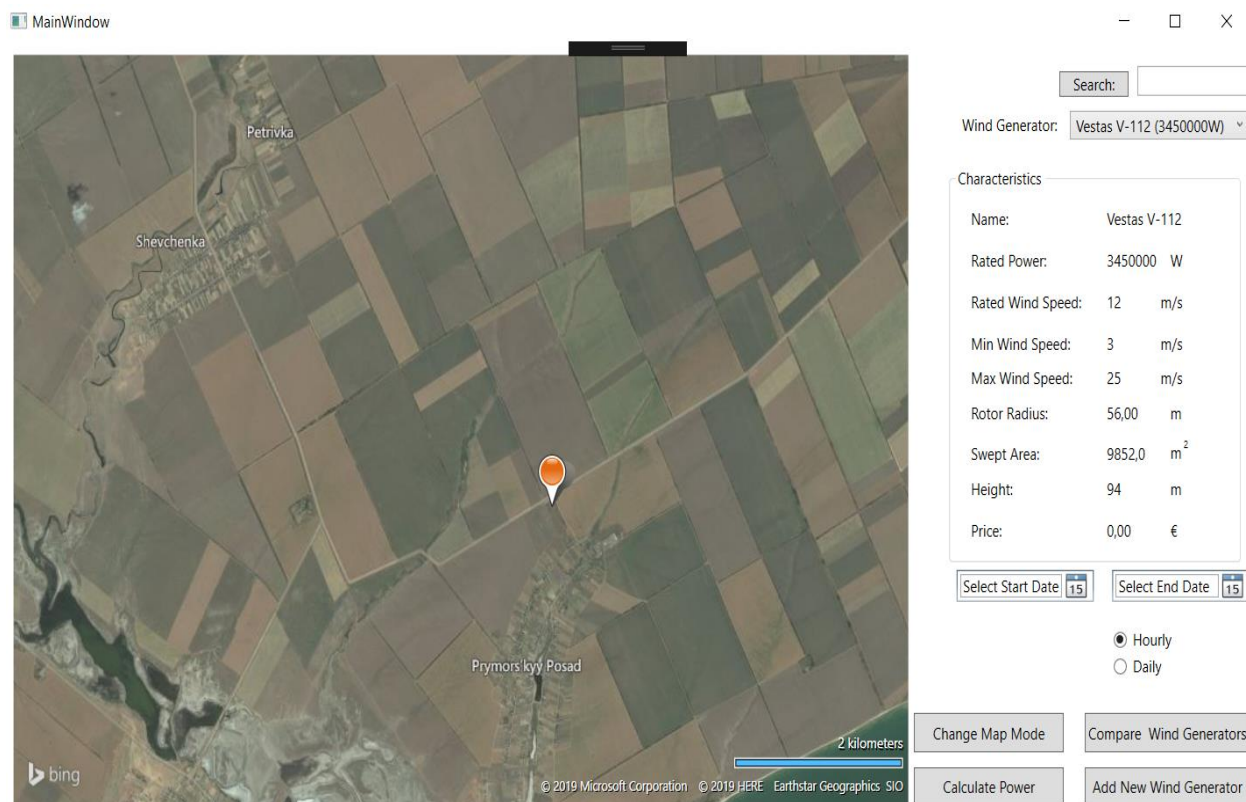 MainWindow
Petrivka
Shevchenka
Prymors'kyy Posad
2 kilometers
bing
© 2019 Microsoft Corporation © 2019 HERE Earthstar Geographics SIO
Search:
Wind Generator: Vestas V-112 (3450000W)
Characteristics
Name: Vestas V-112
Rated Power: 3450000 W
Rated Wind Speed: 12 m/s
Min Wind Speed: 3 m/s
Max Wind Speed: 25 m/s
Rotor Radius: 56,00 m
Swept Area: 9852,0 m²
Height: 94 m
Price: 0,00 €
Select Start Date 15 Select End Date 15
Hourly
Daily
Change Map Mode Compare Wind Generators
Calculate Power Add New Wind Generator